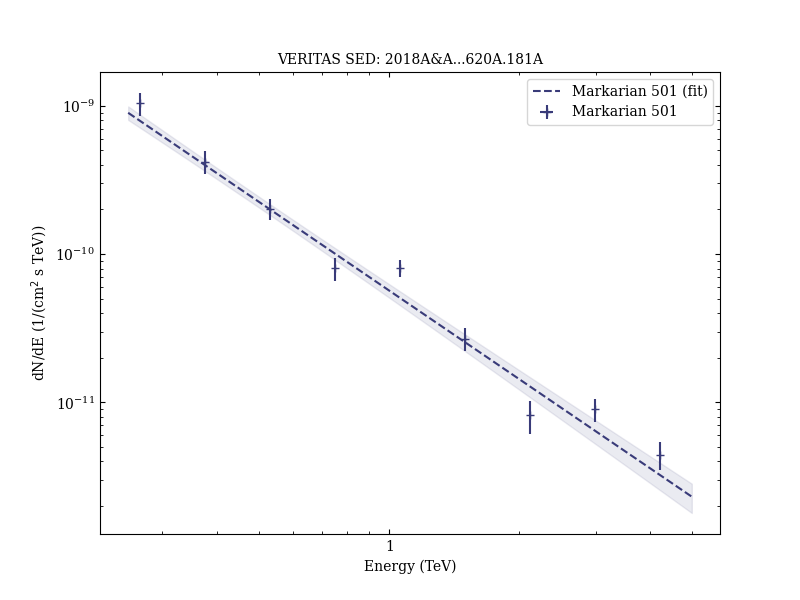 VERITAS SED: 2018A&A...620A.181A
Markarian 501 (fit)
Markarian 501
dN/dE (1/(cm² s TeV))
10⁻⁹
10⁻¹⁰
10⁻¹¹
1
Energy (TeV)